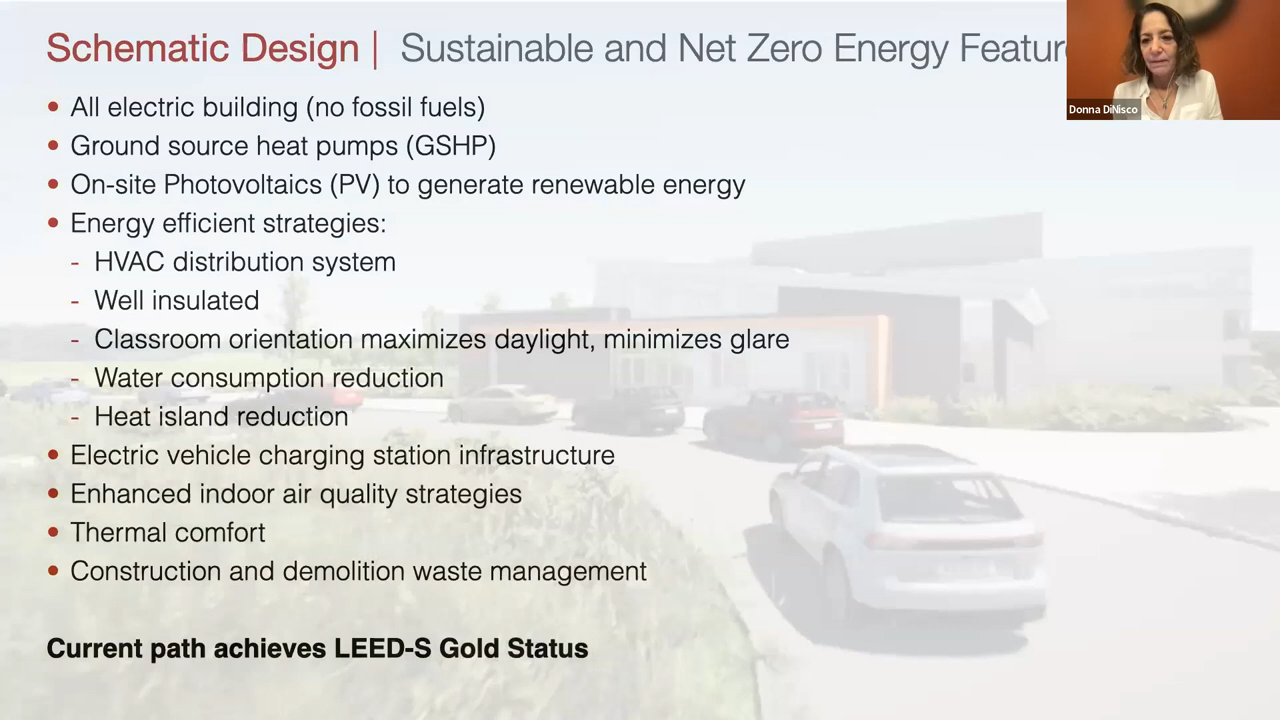 Schematic Design | Sustainable and Net Zero Energy Featur
• All electric building (no fossil fuels)
• Ground source heat pumps (GSHP)
• On-site Photovoltaics (PV) to generate renewable energy
• Energy efficient strategies:
- HVAC distribution system
- Well insulated
- Classroom orientation maximizes daylight, minimizes glare
- Water consumption reduction
- Heat island reduction
• Electric vehicle charging station infrastructure
• Enhanced indoor air quality strategies
• Thermal comfort
• Construction and demolition waste management
Current path achieves LEED-S Gold Status
Donna DiNisco